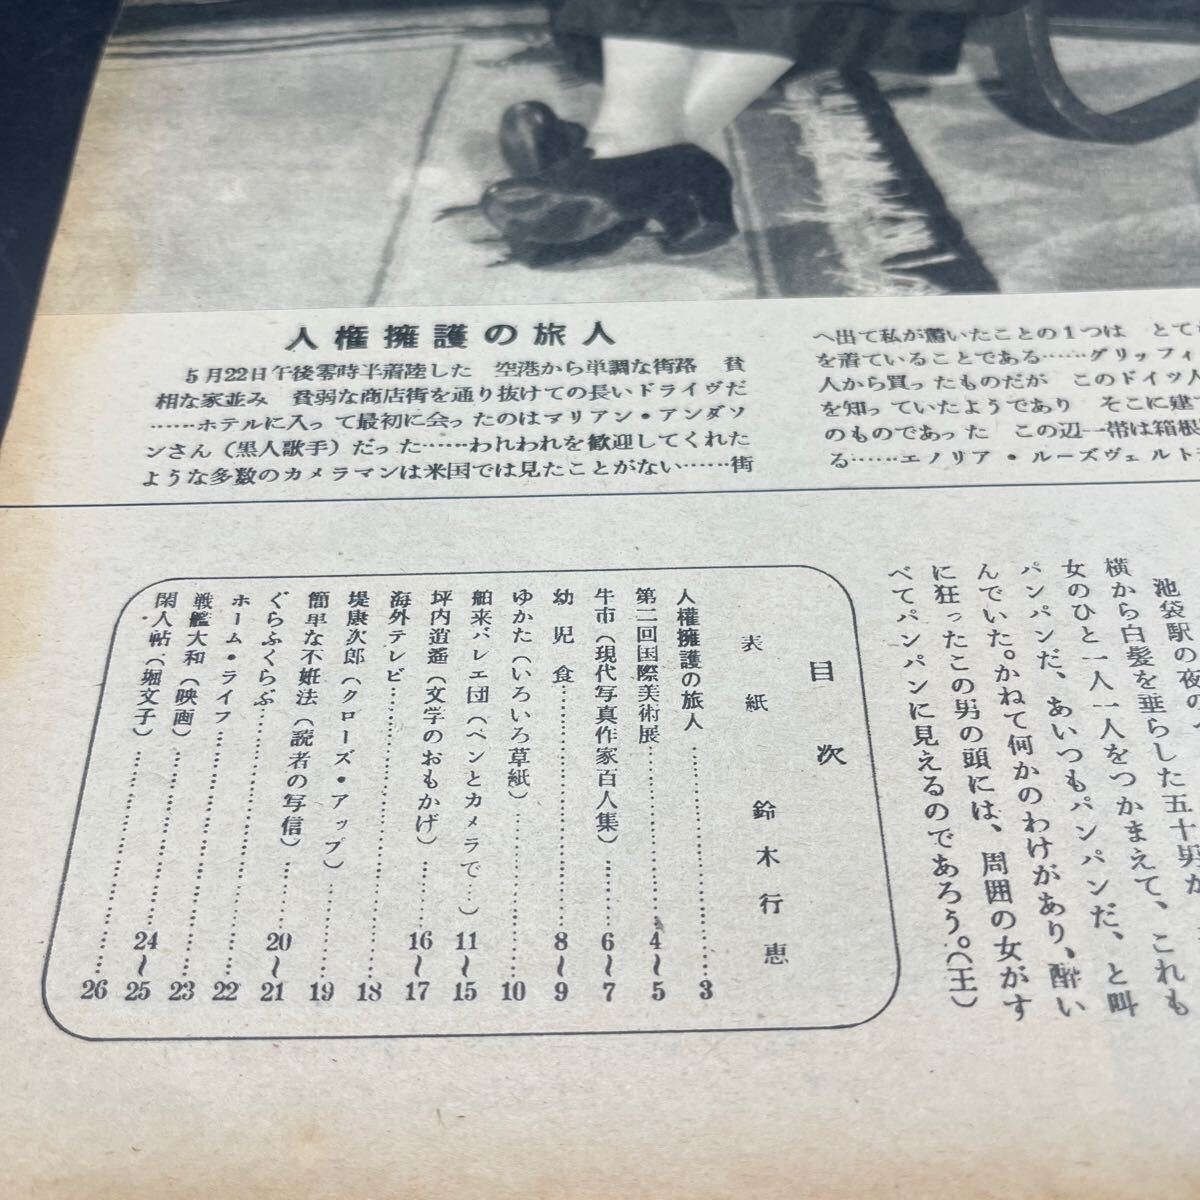 人権擁護の旅人
5月22日午後零時半着陸した　空港から単調な街路　貧
相な家並み　貧弱な商店街を通り抜けての長いドライヴだ
……ホテルに入って最初に会ったのはマリアン・アンダソ
ンさん（黒人歌手）だった……われわれを歓迎してくれた
ような多数のカメラマンは米国では見たことがない……街
へ出て私が驚いたことの1つは　とて
を着ていることである……グリッフィ
人から買ったものだが　このドイツ人
を知っていたようであり　そこに建て
のものであった　この辺一帯は箱根
る……エノリア・ルーズヴェルト
池袋駅の夜の
横から白髪を垂らした五十男が
女のひと一人一人をつかまえて、これも
パンパンだ、あいつもパンパンだ、と叫
んでいた。かねて何かのわけがあり、酔い
に狂ったこの男の頭には、周囲の女がす
べてパンパンに見えるのであろう。（王）
目次
表紙　鈴木行恵
人権擁護の旅人……3
第二回国際美術展……4〜5
牛市（現代写真作家百人集）……6〜7
幼児食……8〜9
ゆかた（いろいろ草紙）……10
舶来バレエ団（ペンとカメラで…）11〜15
坪内逍遥（文学のおもかげ）……16〜17
海外テレビ……18
堤康次郎（クローズ・アップ）……19
簡単な不妊法（読者の写信）……20〜21
ぐらふくらぶ……22
ホーム・ライフ……23
戦艦大和（映画）……24〜25
閑人帖（堀文子）……26